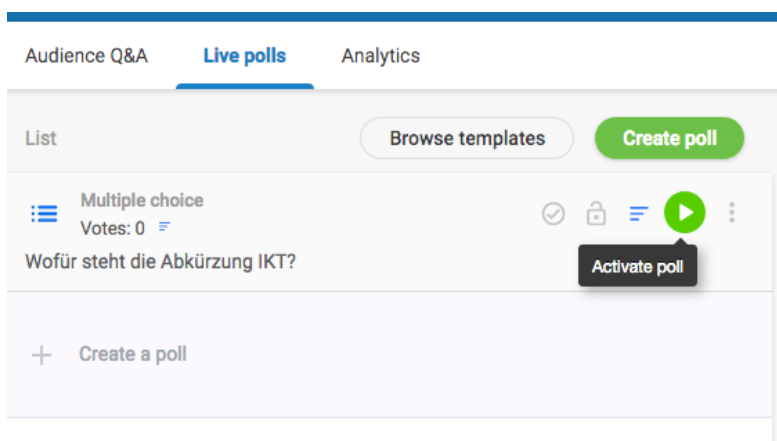 Audience Q&A Live polls Analytics
List Browse templates Create poll
Multiple choice
Votes: 0
Wofür steht die Abkürzung IKT?
Activate poll
Create a poll